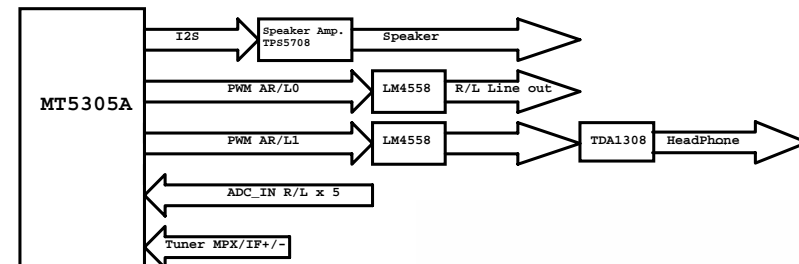 I2S
Speaker Amp.
TPS5708
Speaker
MT5305A
PWM AR/L0
LM4558
R/L Line out
PWM AR/L1
LM4558
TDA1308
HeadPhone
ADC_IN R/L x 5
Tuner MPX/IF+/-